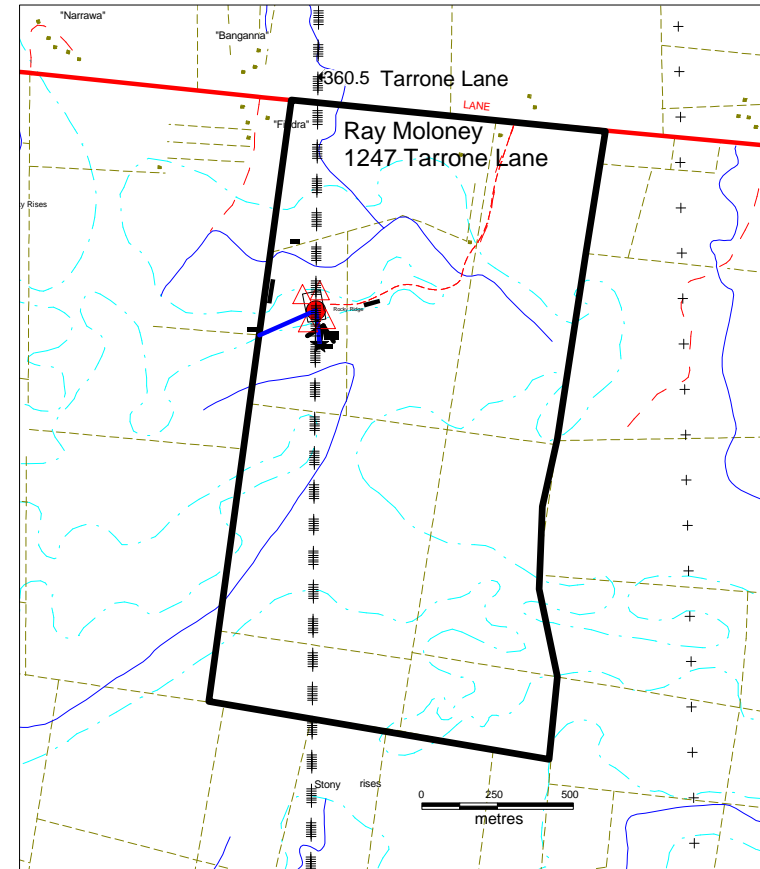 "Narrawa"
"Banganna"
360.5 Tarrone Lane
LANE
Ray Moloney
1247 Tarrone Lane
y Rises
Rocky Ridge
Stony rises
0 250 500
metres